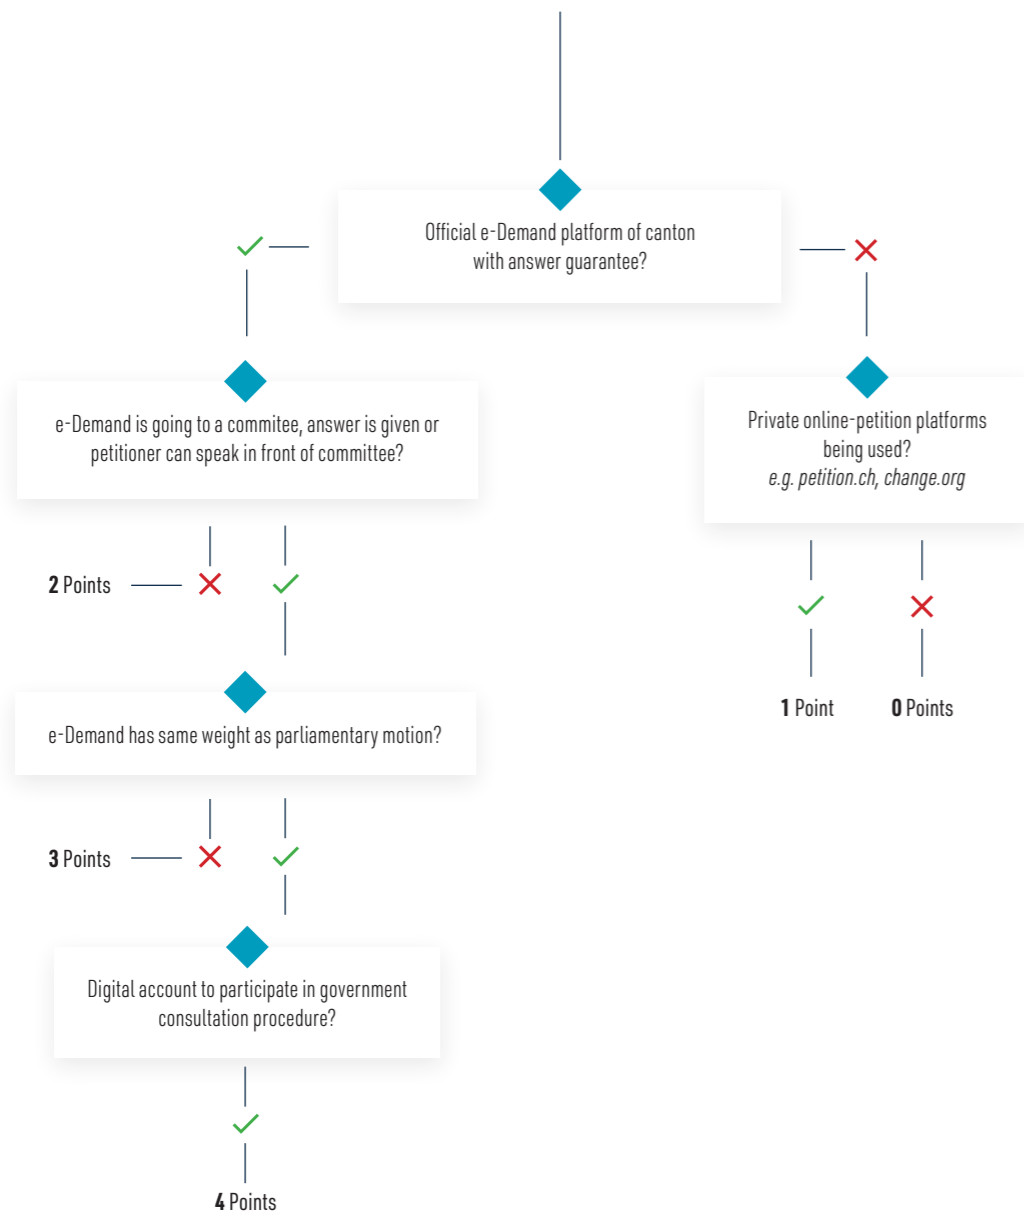 Official e-Demand platform of canton
with answer guarantee?
e-Demand is going to a commitee, answer is given or
petitioner can speak in front of committee?
Private online-petition platforms
being used?
e.g. petition.ch, change.org
2 Points
1 Point
0 Points
e-Demand has same weight as parliamentary motion?
3 Points
Digital account to participate in government
consultation procedure?
4 Points